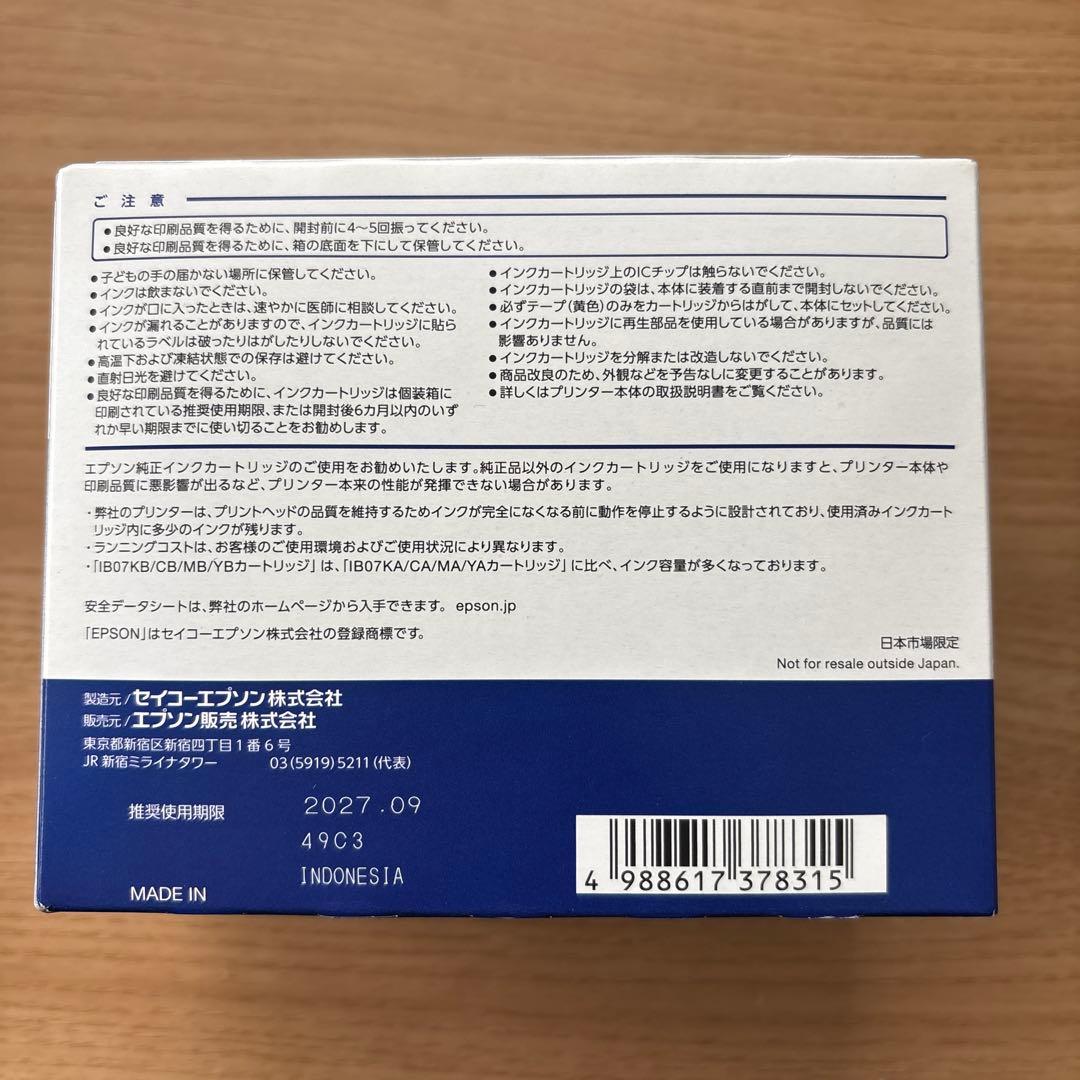 ご注意
●良好な印刷品質を得るために、開封前に4〜5回振ってください。
●良好な印刷品質を得るために、箱の底面を下にして保管してください。
●子どもの手の届かない場所に保管してください。
●インクは飲まないでください。
●インクが口に入ったときは、速やかに医師に相談してください。
●インクが漏れることがありますので、インクカートリッジに貼ら
れているラベルは破ったりはがしたりしないでください。
●高温下および凍結状態での保存は避けてください。
●直射日光を避けてください。
●良好な印刷品質を得るために、インクカートリッジは個装箱に
印刷されている推奨使用期限、または開封後6カ月以内のいず
れか早い期限までに使い切ることをお勧めします。
●インクカートリッジ上のICチップは触らないでください。
●インクカートリッジの袋は、本体に装着する直前まで開封しないでください。
●必ずテープ(黄色)のみをカートリッジからはがして、本体にセットしてください。
●インクカートリッジに再生部品を使用している場合がありますが、品質には
影響ありません。
●インクカートリッジを分解または改造しないでください。
●商品改良のため、外観などを予告なしに変更することがあります。
●詳しくはプリンター本体の取扱説明書をご覧ください。
エプソン純正インクカートリッジのご使用をお勧めいたします。純正品以外のインクカートリッジをご使用になりますと、プリンター本体や
印刷品質に悪影響が出るなど、プリンター本来の性能が発揮できない場合があります。
・弊社のプリンターは、プリントヘッドの品質を維持するためインクが完全になくなる前に動作を停止するように設計されており、使用済みインクカート
リッジ内に多少のインクが残ります。
・ランニングコストは、お客様のご使用環境およびご使用状況により異なります。
・「IB07KB/CB/MB/YBカートリッジ」は、「IB07KA/CA/MA/YAカートリッジ」に比べ、インク容量が多くなっております。
安全データシートは、弊社のホームページから入手できます。 epson.jp
「EPSON」はセイコーエプソン株式会社の登録商標です。
日本市場限定
Not for resale outside Japan.
製造元/セイコーエプソン株式会社
販売元/エプソン販売株式会社
東京都新宿区新宿四丁目1番6号
JR新宿ミライナタワー 03(5919)5211(代表)
推奨使用期限 2027.09
49C3
INDONESIA
MADE IN
4 988617 378315